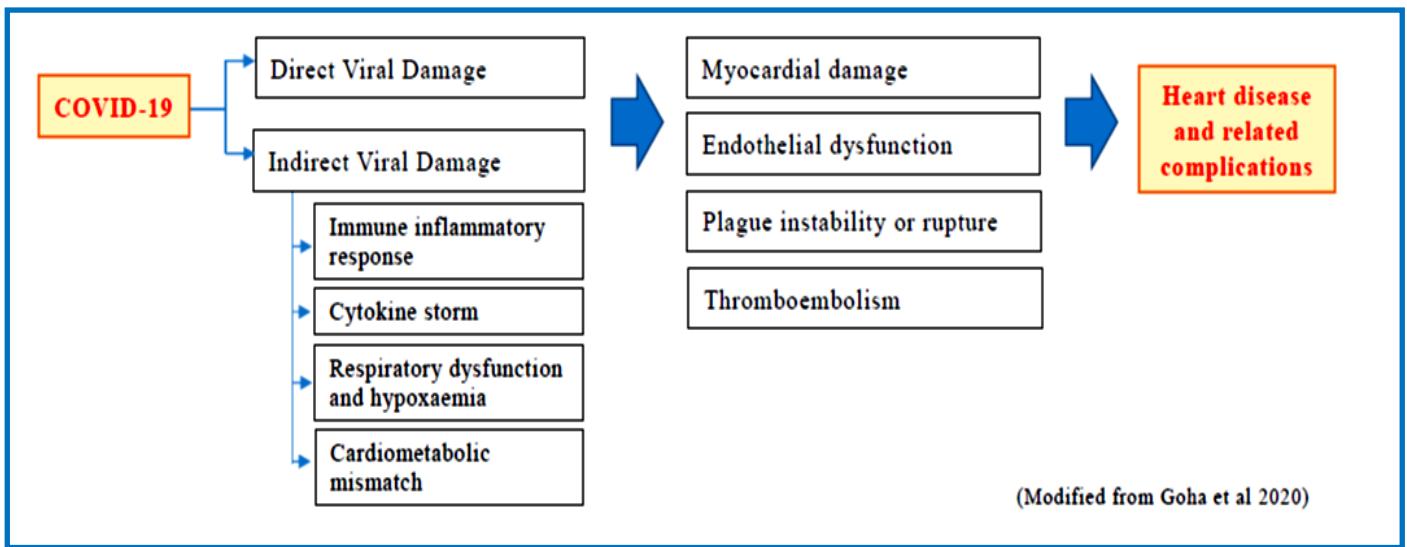 COVID-19
Direct Viral Damage
Indirect Viral Damage
Immune inflammatory
response
Cytokine storm
Respiratory dysfunction
and hypoxaemia
Cardiometabolic
mismatch
Myocardial damage
Endothelial dysfunction
Plague instability or rupture
Thromboembolism
Heart disease
and related
complications
(Modified from Goha et al 2020)